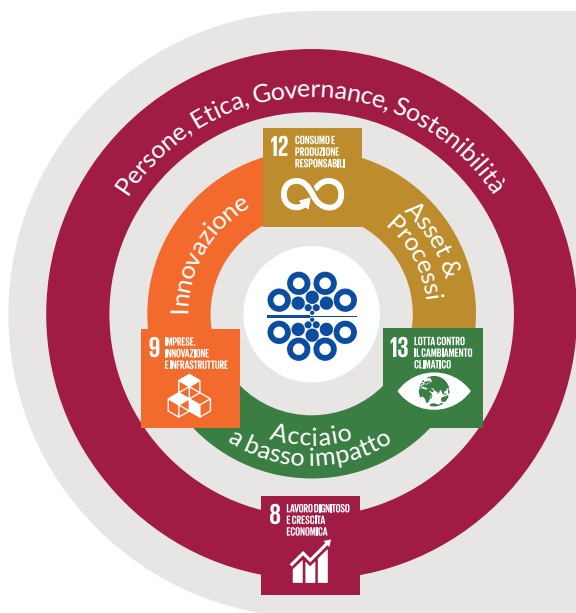 Persone, Etica, Governance, Sostenibilità
12 CONSUMO E
PRODUZIONE
RESPONSABILI
Innovazione
Asset &
Processi
9 IMPRESE,
INNOVAZIONE
E INFRASTRUTTURE
13 LOTTA CONTRO
IL CAMBIAMENTO
CLIMATICO
Acciaio
a basso impatto
8 LAVORO DIGNITOSO
E CRESCITA
ECONOMICA